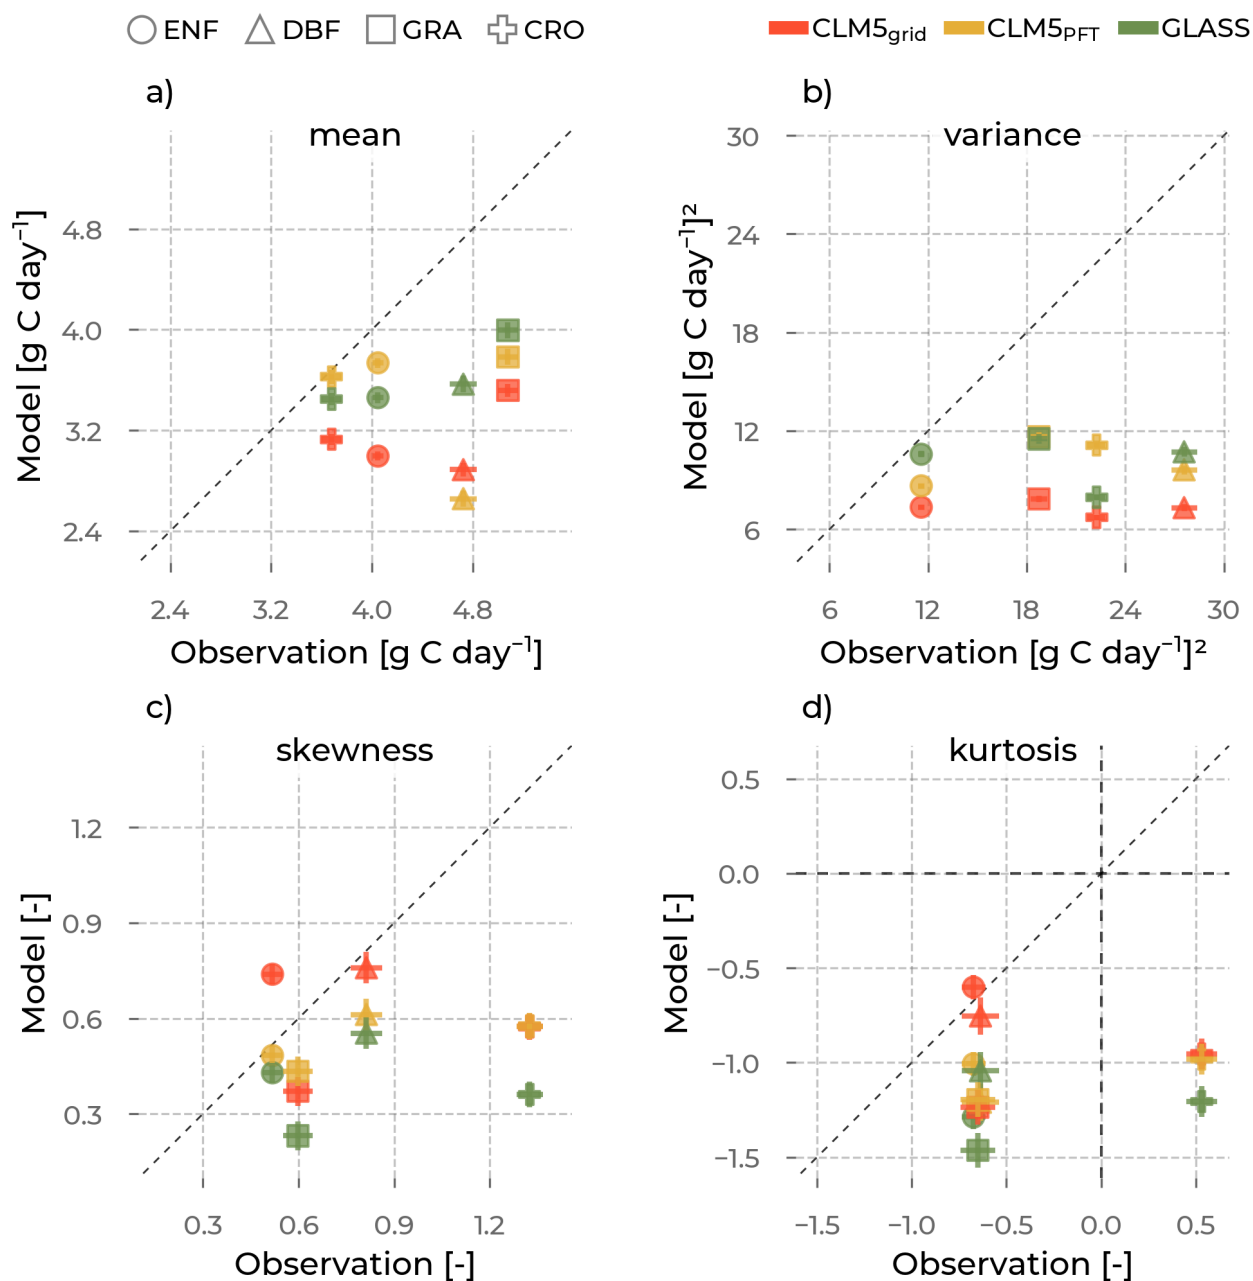 ENF DBF GRA CRO CLM5grid CLM5PFT GLASS
a)
mean
Model [g C day⁻¹]
4.8
4.0
3.2
2.4
2.4 3.2 4.0 4.8
Observation [g C day⁻¹]
b)
variance
Model [g C day⁻¹]²
30
24
18
12
6
6 12 18 24 30
Observation [g C day⁻¹]²
c)
skewness
Model [-]
1.2
0.9
0.6
0.3
0.3 0.6 0.9 1.2
Observation [-]
d)
kurtosis
Model [-]
0.5
0.0
−0.5
−1.0
−1.5
−1.5 −1.0 −0.5 0.0 0.5
Observation [-]